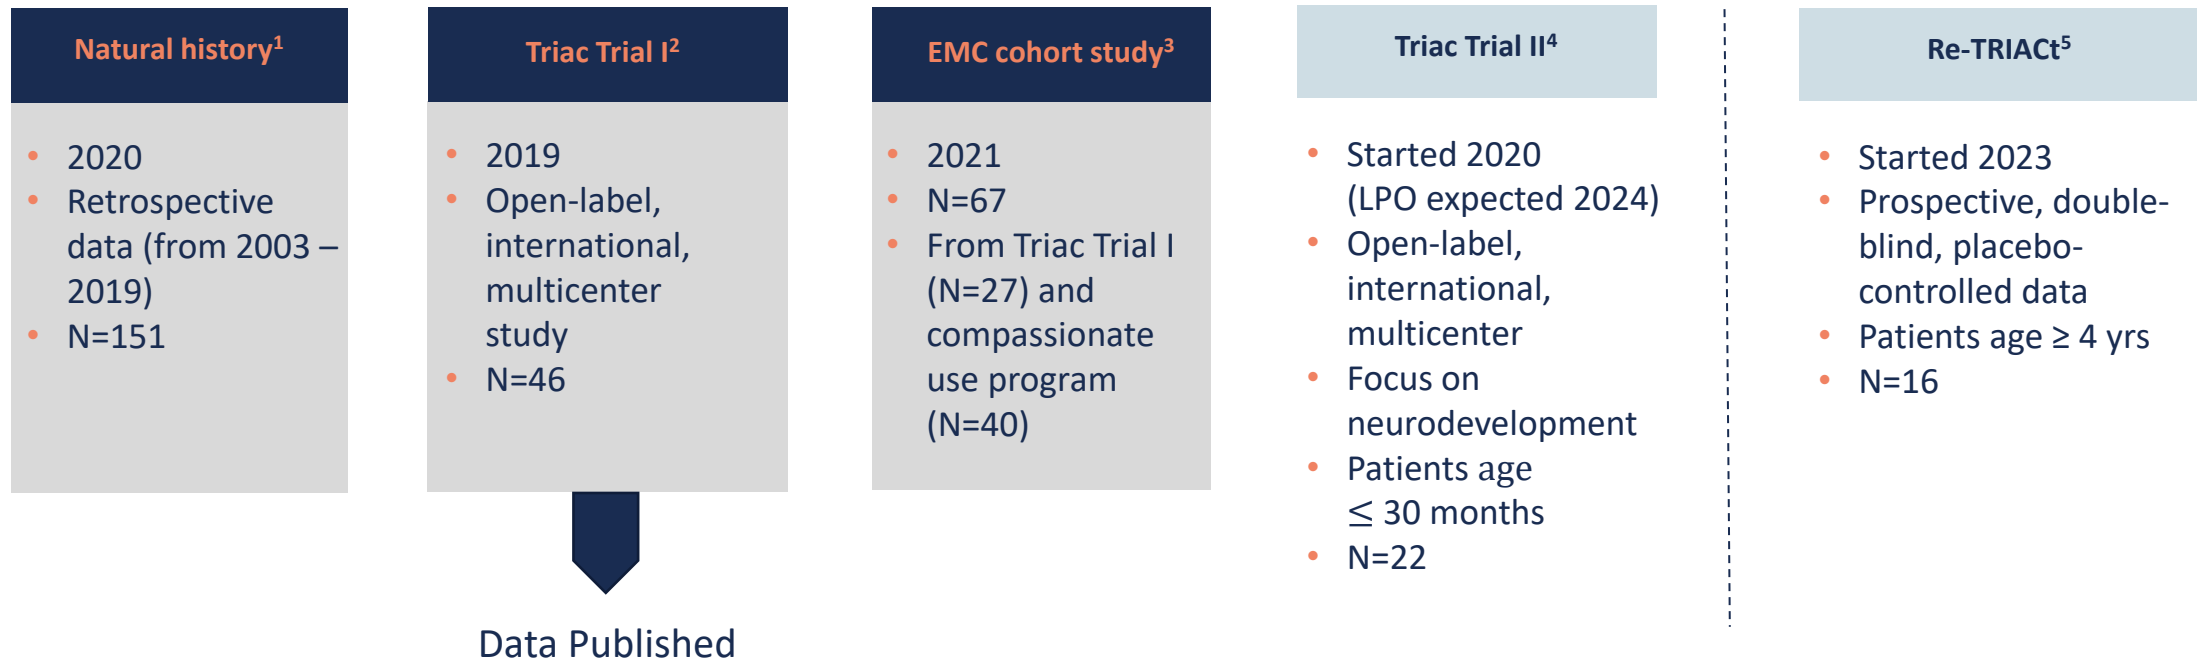 Natural history¹
• 2020
• Retrospective
data (from 2003 –
2019)
• N=151
Triac Trial I²
• 2019
• Open-label,
international,
multicenter
study
• N=46
Data Published
EMC cohort study³
• 2021
• N=67
• From Triac Trial I
(N=27) and
compassionate
use program
(N=40)
Triac Trial II⁴
• Started 2020
(LPO expected 2024)
• Open-label,
international,
multicenter
• Focus on
neurodevelopment
• Patients age
≤ 30 months
• N=22
Re-TRIACt⁵
• Started 2023
• Prospective, double-
blind, placebo-
controlled data
• Patients age ≥ 4 yrs
• N=16